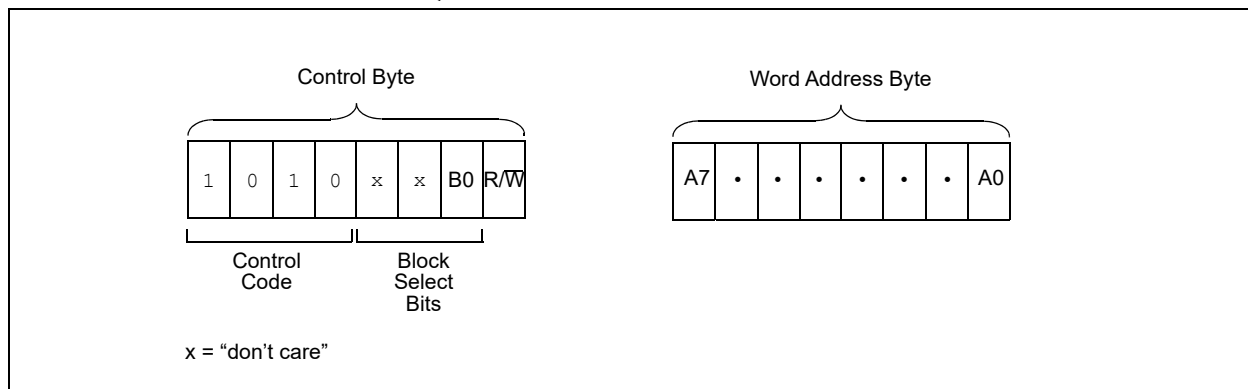 Control Byte
Word Address Byte
1 0 1 0 x x B0 R/W̅
A7 • • • • • • A0
Control
Code
Block
Select
Bits
x = “don’t care”